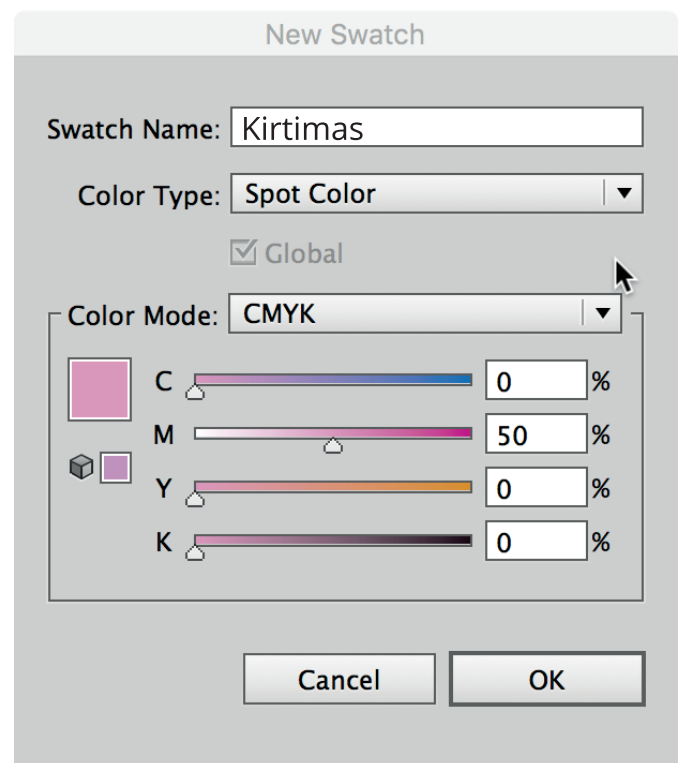 New Swatch
Swatch Name: Kirtimas
Color Type: Spot Color
Global
Color Mode: CMYK
C 0 %
M 50 %
Y 0 %
K 0 %
Cancel OK